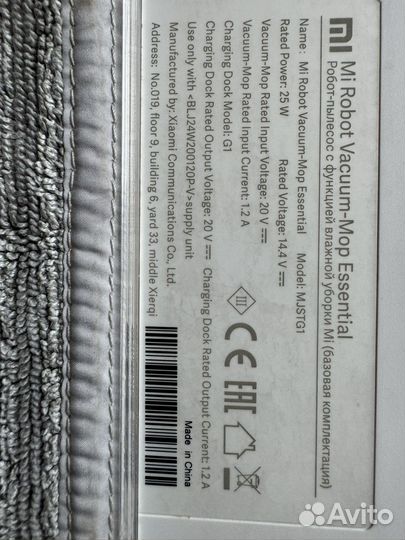 mi
Mi Robot Vacuum-Mop Essential
Робот-пылесос с функцией влажной уборки Mi (базовая комплектация)
Name: Mi Robot Vacuum-Mop Essential Model: MJSTG1
Rated Power: 25 W Rated Voltage: 14.4 V
Vacuum-Mop Rated Input Voltage: 20 V
Vacuum-Mop Rated Input Current: 1.2 A
Charging Dock Model: G1
Charging Dock Rated Output Voltage: 20 V Charging Dock Rated Output Current: 1.2 A
Use only with <BLJ24W200120P-V>supply unit
Manufactured by: Xiaomi Communications Co., Ltd.
Address: No.019, floor 9, building 6, yard 33, middle Xierqi
III
CE EAC
Made in China
Avito